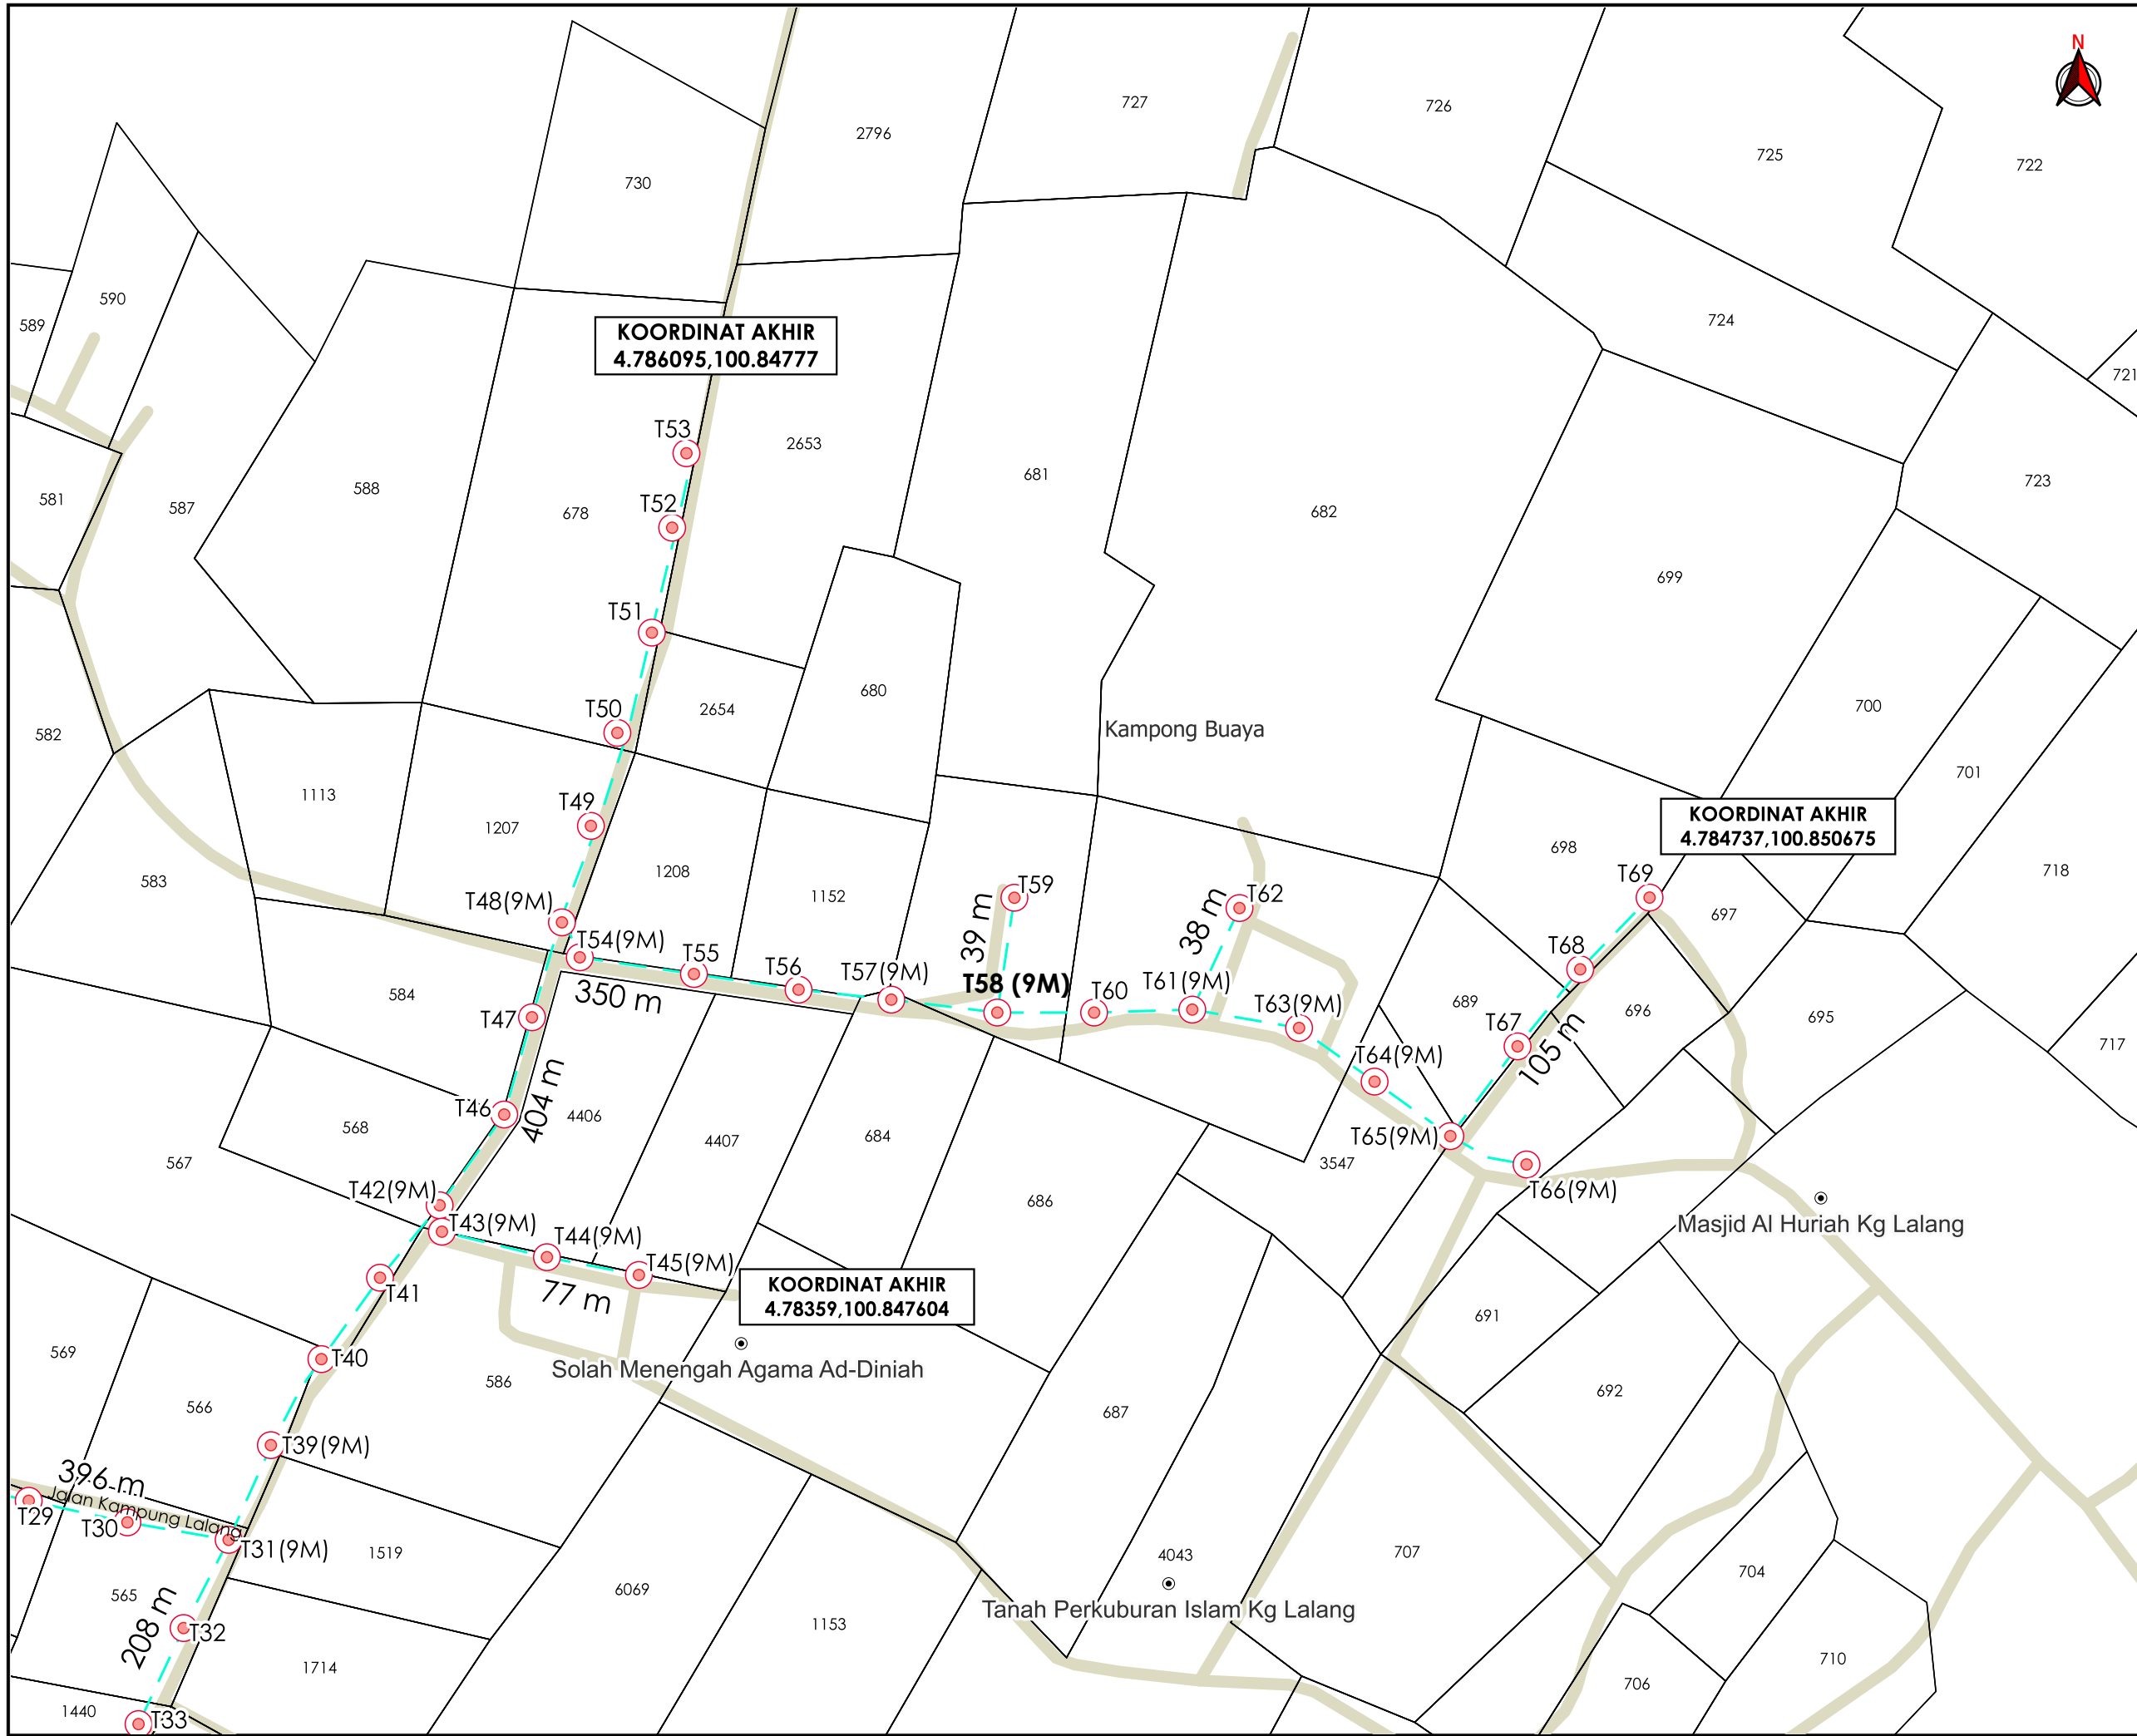 N
727
726
2796
725
722
730
590
589
724
721
KOORDINAT AKHIR
4.786095,100.84777
T53
2653
681
723
588
581
587
678
T52
682
699
T51
680
2654
T50
700
Kampong Buaya
582
701
1113
T49
1207
KOORDINAT AKHIR
4.784737,100.850675
698
718
1208
583
1152
T59
T62
T69
T48(9M)
697
39 m
38 m
T54(9M)
T55
T56
T57(9M)
T58 (9M)
T68
584
350 m
T60
T61(9M)
T63(9M)
689
696
695
T47
T67
717
105 m
T64(9M)
T46
404 m
4406
568
4407
684
T65(9M)
567
3547
T42(9M)
T66(9M)
686
T43(9M)
T44(9M)
Masjid Al Huriah Kg Lalang
T45(9M)
KOORDINAT AKHIR
4.78359,100.847604
T41
77 m
691
569
T40
Solah Menengah Agama Ad-Diniah
586
692
566
687
T39(9M)
396 m
Jalan Kampung Lalang
T29
T30
T31(9M)
1519
4043
707
704
565
6069
Tanah Perkuburan Islam Kg Lalang
T32
208 m
1153
710
1714
706
1440
T33